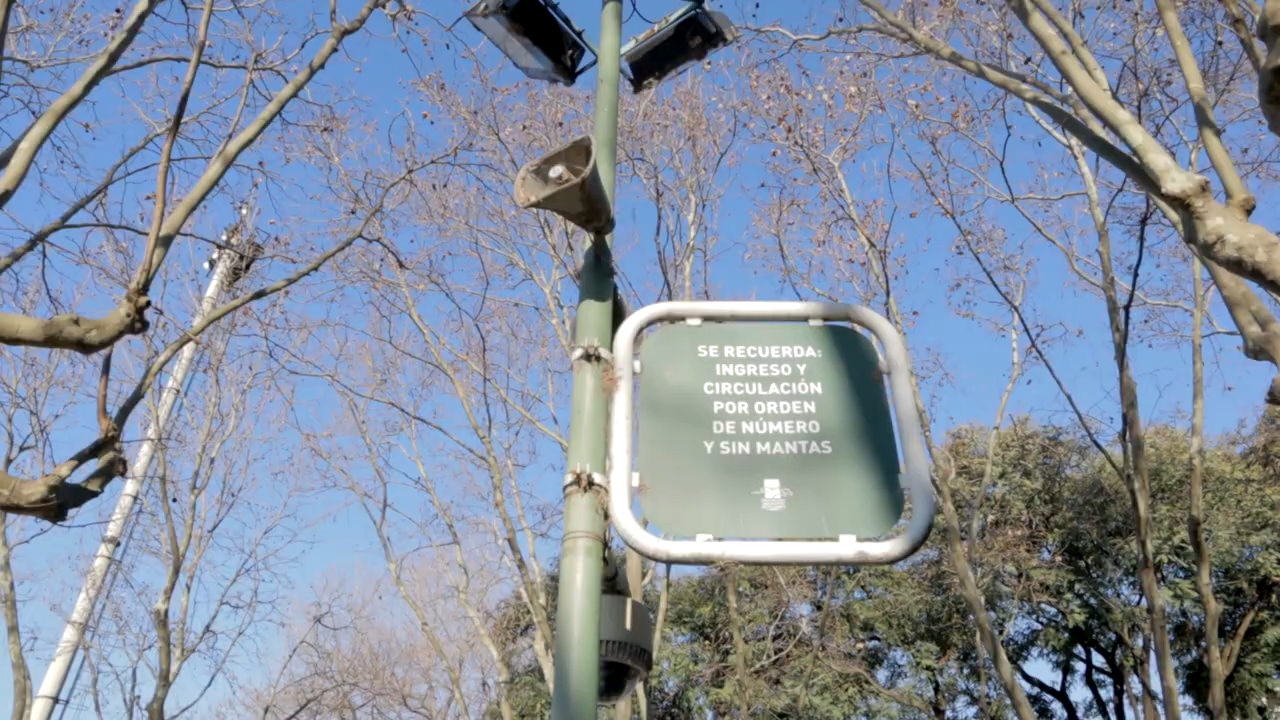 SE RECUERDA:
INGRESO Y
CIRCULACIÓN
POR ORDEN
DE NÚMERO
Y SIN MANTAS